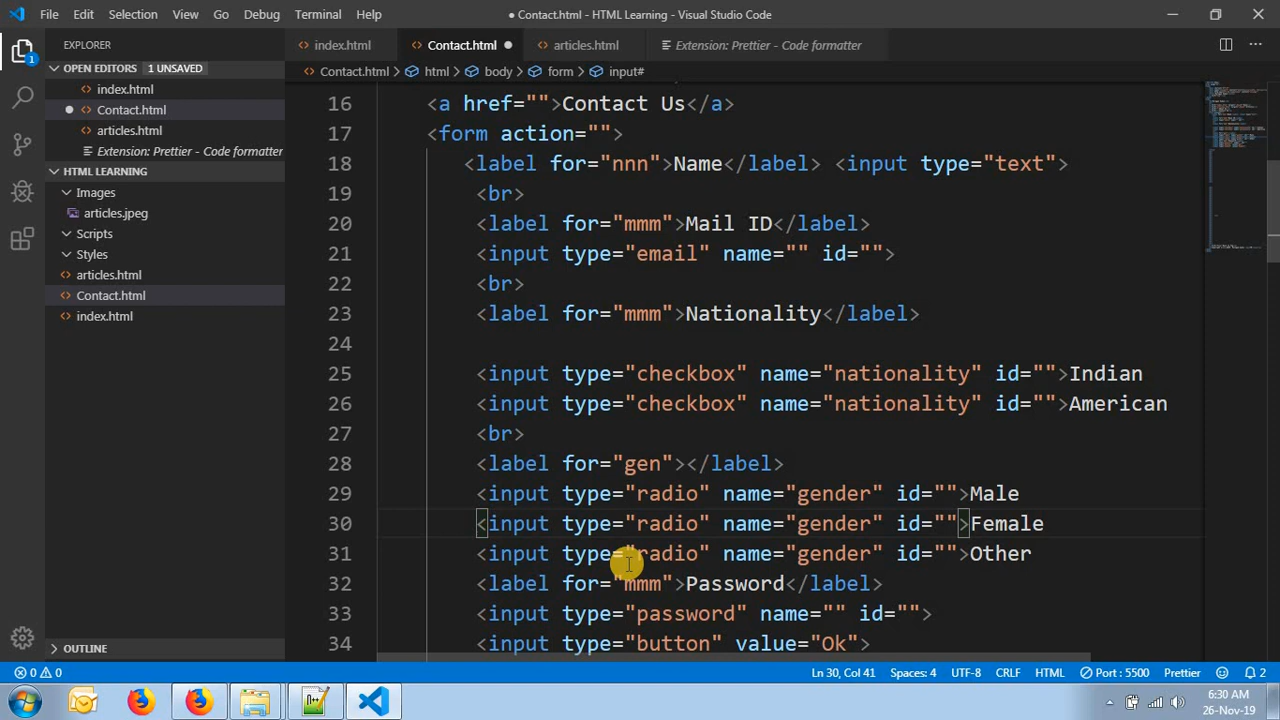 File Edit Selection View Go Debug Terminal Help ● Contact.html - HTML Learning - Visual Studio Code
EXPLORER index.html Contact.html articles.html Extension: Prettier - Code formatter
OPEN EDITORS 1 UNSAVED
Contact.html html body form input#
index.html
Contact.html
articles.html
Extension: Prettier - Code formatter
HTML LEARNING
Images
articles.jpeg
Scripts
Styles
articles.html
Contact.html
index.html
OUTLINE
1
16 <a href="">Contact Us</a>
17 <form action="">
18 <label for="nnn">Name</label> <input type="text">
19 <br>
20 <label for="mmm">Mail ID</label>
21 <input type="email" name="" id="">
22 <br>
23 <label for="mmm">Nationality</label>
24
25 <input type="checkbox" name="nationality" id="">Indian
26 <input type="checkbox" name="nationality" id="">American
27 <br>
28 <label for="gen"></label>
29 <input type="radio" name="gender" id="">Male
30 <input type="radio" name="gender" id="">Female
31 <input type="radio" name="gender" id="">Other
32 <label for="mmm">Password</label>
33 <input type="password" name="" id="">
34 <input type="button" value="Ok">
0 0 Ln 30, Col 41 Spaces: 4 UTF-8 CRLF HTML Port : 5500 Prettier 2
6:30 AM
26-Nov-19